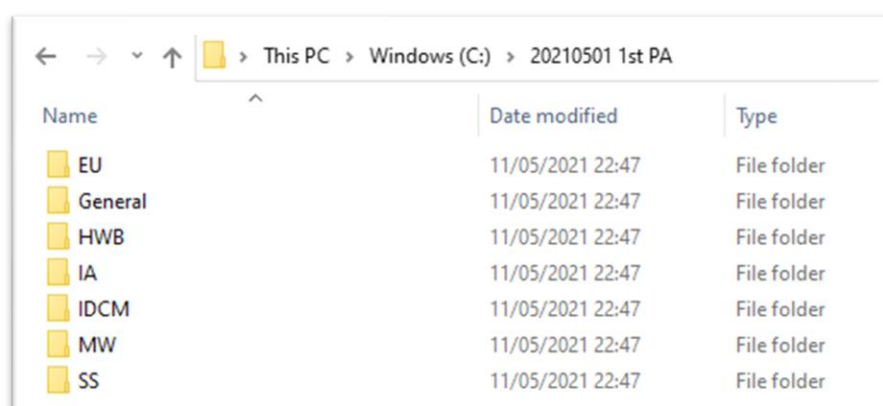 This PC > Windows (C:) > 20210501 1st PA
Name Date modified Type
EU 11/05/2021 22:47 File folder
General 11/05/2021 22:47 File folder
HWB 11/05/2021 22:47 File folder
IA 11/05/2021 22:47 File folder
IDCM 11/05/2021 22:47 File folder
MW 11/05/2021 22:47 File folder
SS 11/05/2021 22:47 File folder